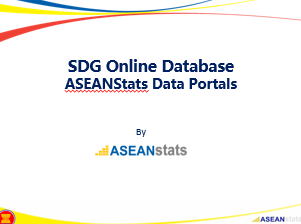 SDG Online Database
ASEANStats Data Portals
By
ASEANstats
ASEANstats